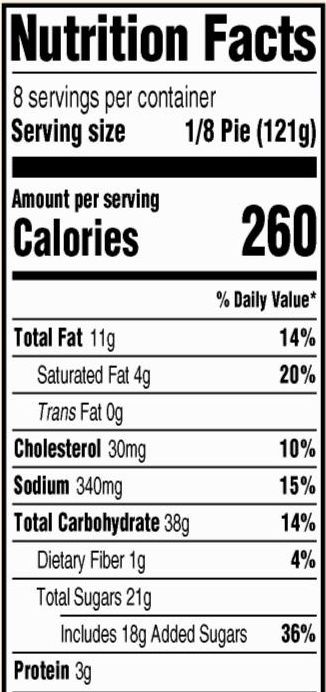 Nutrition Facts
8 servings per container
Serving size 1/8 Pie (121g)
Amount per serving
Calories 260
% Daily Value*
Total Fat 11g 14%
Saturated Fat 4g 20%
Trans Fat 0g
Cholesterol 30mg 10%
Sodium 340mg 15%
Total Carbohydrate 38g 14%
Dietary Fiber 1g 4%
Total Sugars 21g
Includes 18g Added Sugars 36%
Protein 3g